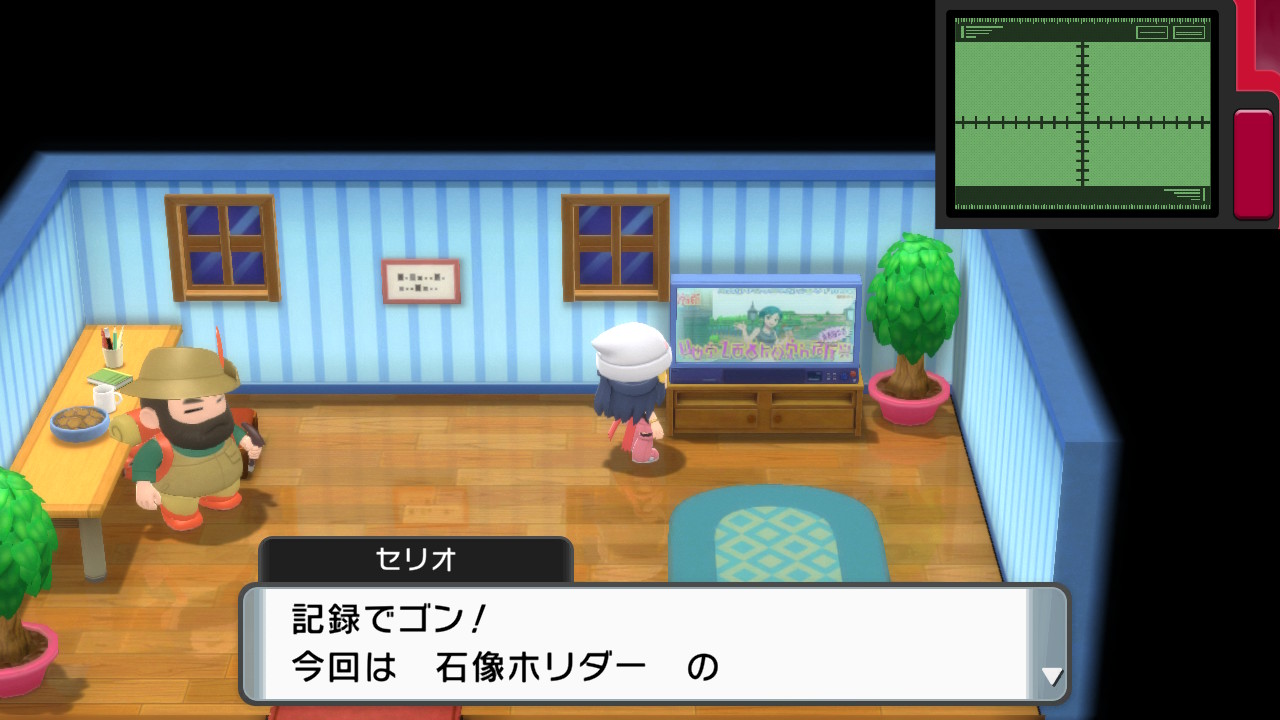 セリオ
記録でゴン!
今回は 石像ホリダー の